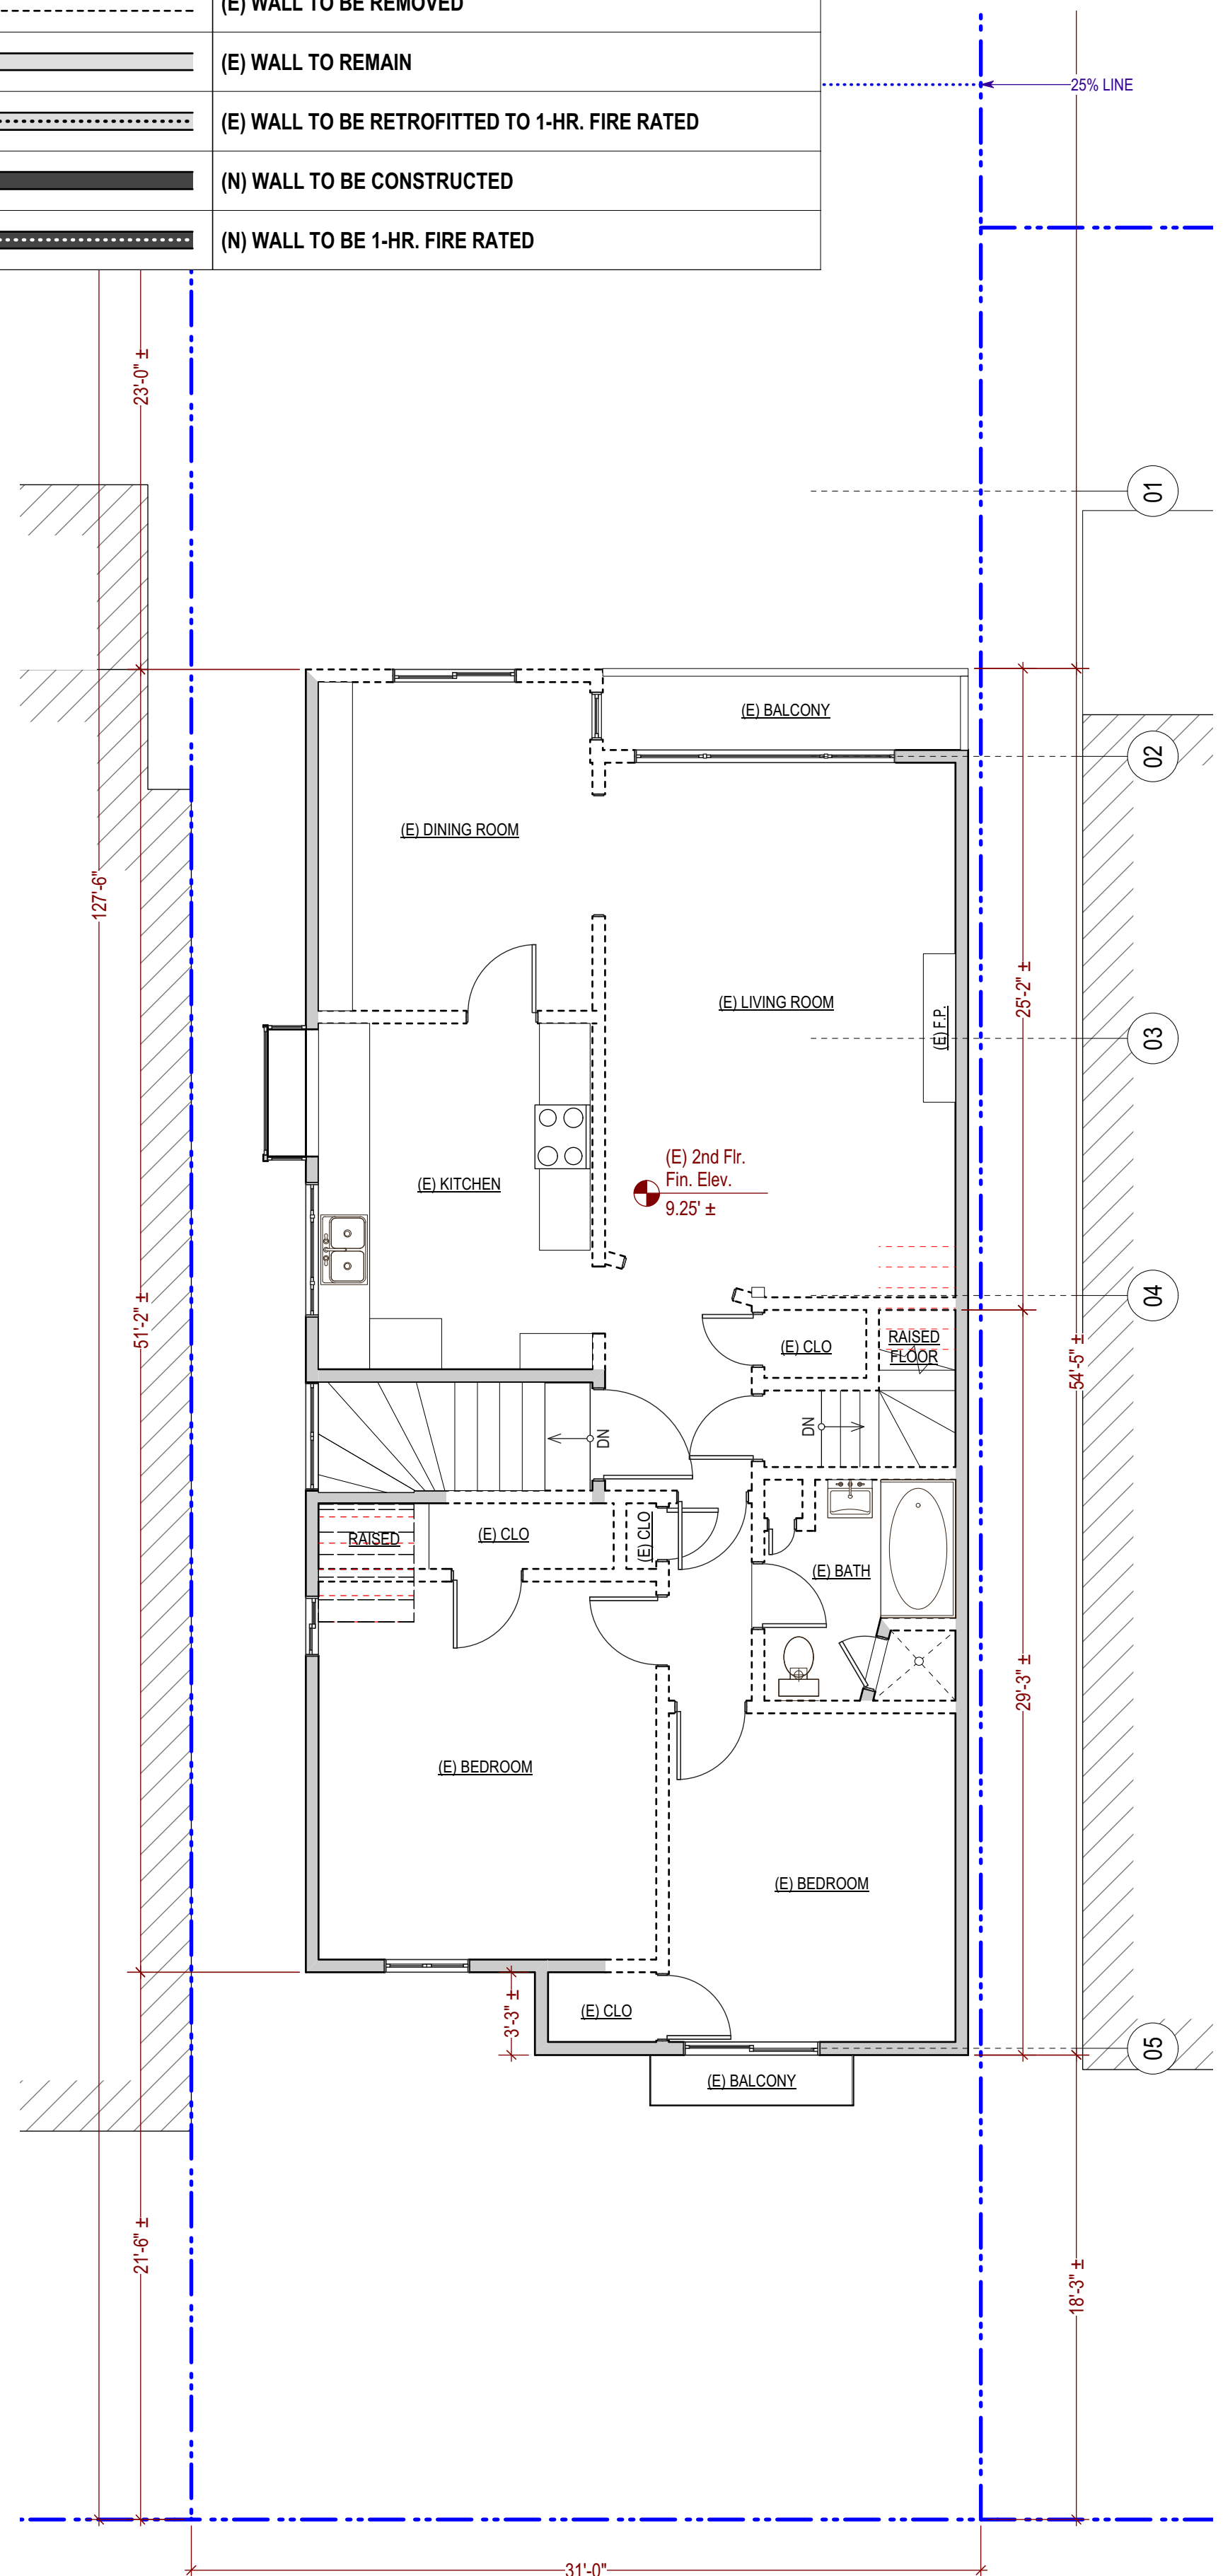 (E) WALL TO BE REMOVED
(E) WALL TO REMAIN
25% LINE
(E) WALL TO BE RETROFITTED TO 1-HR. FIRE RATED
(N) WALL TO BE CONSTRUCTED
(N) WALL TO BE 1-HR. FIRE RATED
23'-0" ±
01
(E) BALCONY
02
(E) DINING ROOM
127'-6"
(E) LIVING ROOM
25'-2" ±
(E) F.P.
03
(E) 2nd Flr.
Fin. Elev.
9.25' ±
(E) KITCHEN
04
51'-2" ±
(E) CLO
RAISED
FLOOR
54'-5" ±
DN
DN
RAISED
(E) CLO
(E) CLO
(E) BATH
29'-3" ±
(E) BEDROOM
(E) BEDROOM
3'-3" ±
(E) CLO
05
(E) BALCONY
21'-6" ±
18'-3" ±
31'-0"